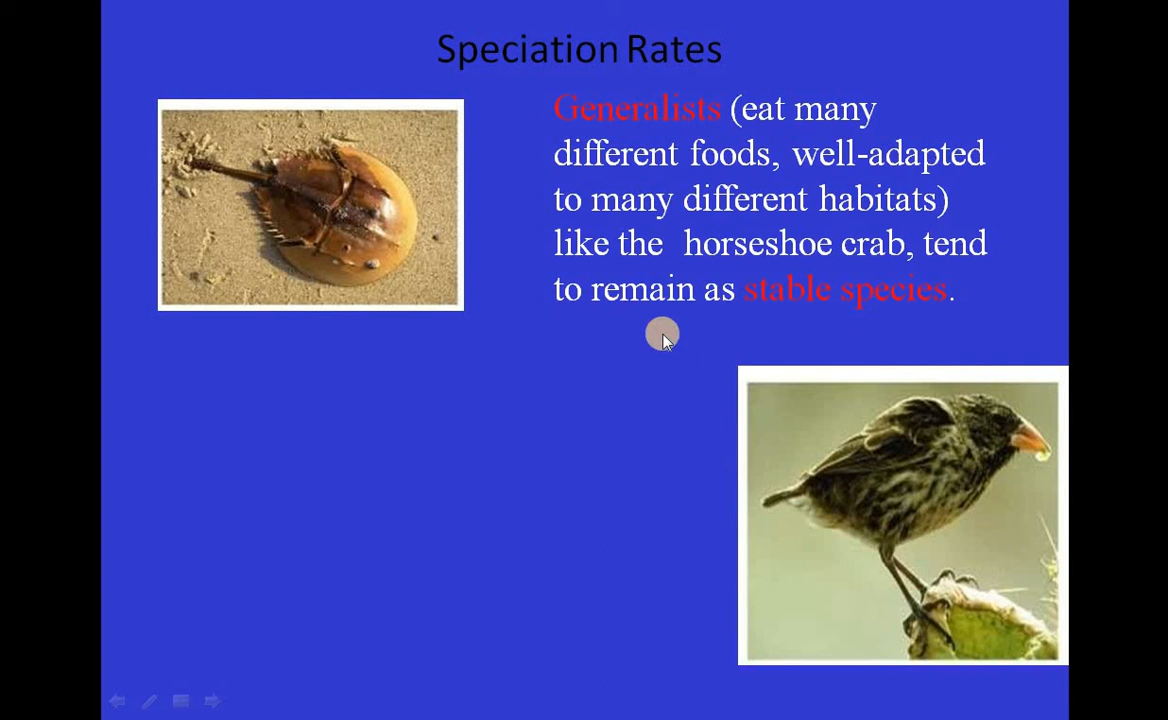 Speciation Rates
Generalists (eat many
different foods, well-adapted
to many different habitats)
like the horseshoe crab, tend
to remain as stable species.